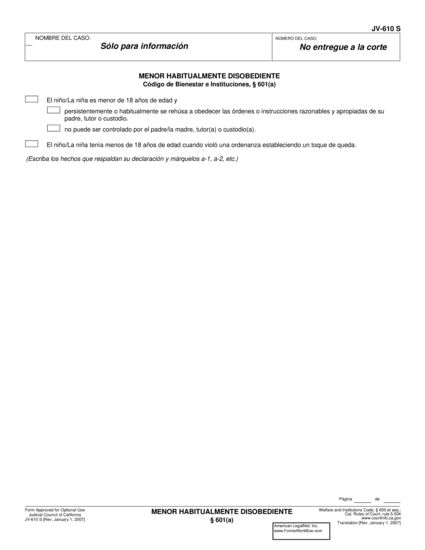 JV-610 S
NOMBRE DEL CASO:
Sólo para información
NÚMERO DEL CASO:
No entregue a la corte
MENOR HABITUALMENTE DISOBEDIENTE
Código de Bienestar e Instituciones, § 601(a)
El niño/La niña es menor de 18 años de edad y
persistentemente o habitualmente se rehúsa a obedecer las órdenes o instrucciones razonables y apropiadas de su
padre, tutor o custodio.
no puede ser controlado por el padre/la madre, tutor(a) o custodio(a).
El niño/La niña tenía menos de 18 años de edad cuando violó una ordenanza estableciendo un toque de queda.
(Escriba los hechos que respaldan su declaración y márquelos a-1, a-2, etc.)
Página de
Form Approved for Optional Use
Judicial Council of California
JV-610 S [Rev. January 1, 2007]
MENOR HABITUALMENTE DISOBEDIENTE
§ 601(a)
Welfare and Institutions Code, § 600 et seq.;
Cal. Rules of Court, rule 5.504
www.courtinfo.ca.gov
Translation [Rev. January 1, 2007]
American LegalNet, Inc.
www.FormsWorkflow.com